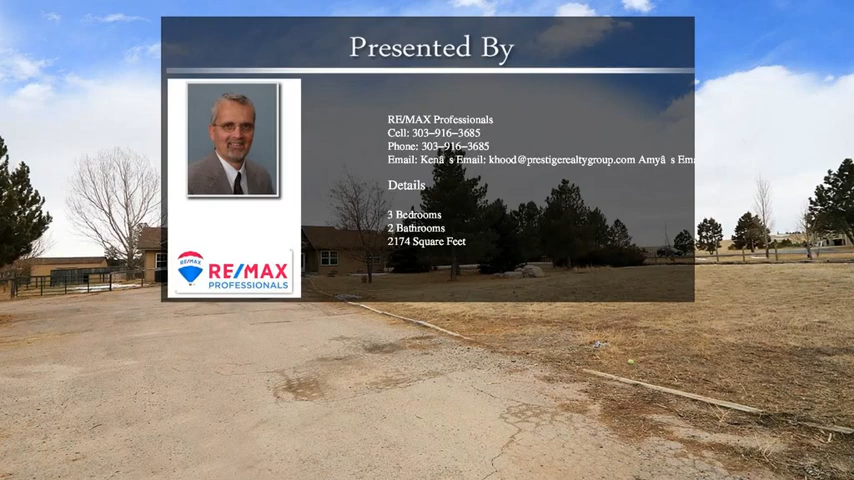 Presented By
RE/MAX Professionals
Cell: 303-916-3685
Phone: 303-916-3685
Email: Kenâ s Email: khood@prestigerealtygroup.com Amyâ s Em
Details
3 Bedrooms
2 Bathrooms
2174 Square Feet
RE/MAX
RE/MAX
PROFESSIONALS